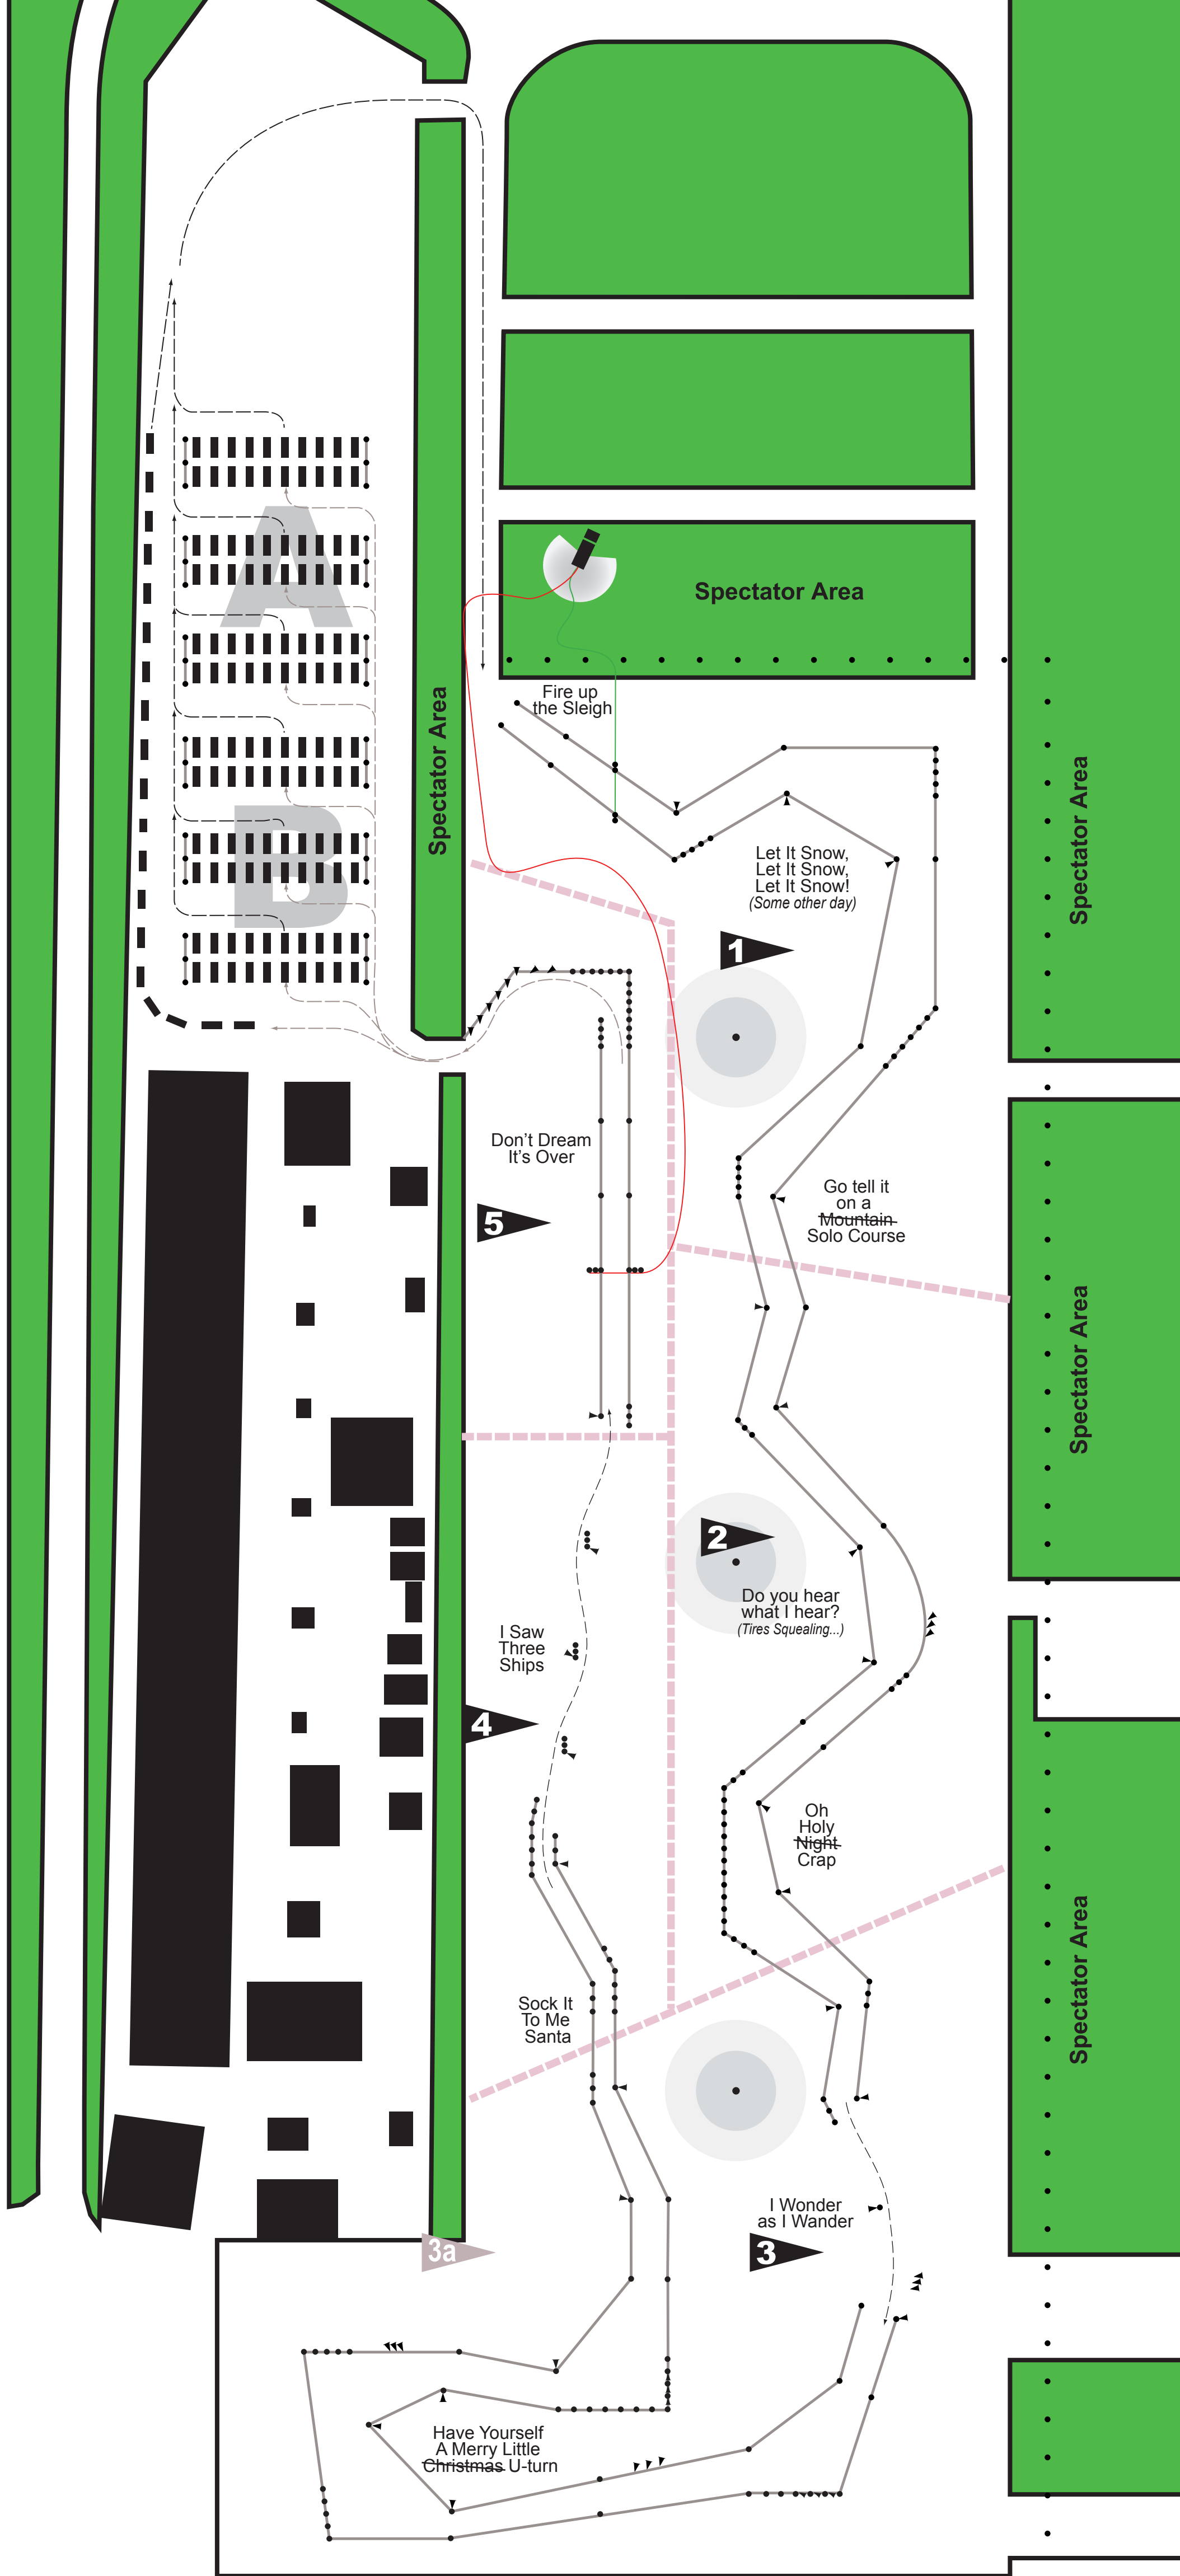 A
B
Spectator Area
Spectator Area
Fire up
the Sleigh
Spectator Area
Let It Snow,
Let It Snow,
Let It Snow!
(Some other day)
1
Don't Dream
It's Over
5
Go tell it
on a
Mountain
Solo Course
Spectator Area
2
Do you hear
what I hear?
(Tires Squealing...)
I Saw
Three
Ships
4
Oh
Holy
Night
Crap
Spectator Area
Sock It
To Me
Santa
I Wonder
as I Wander
3
3a
Have Yourself
A Merry Little
Christmas U-turn